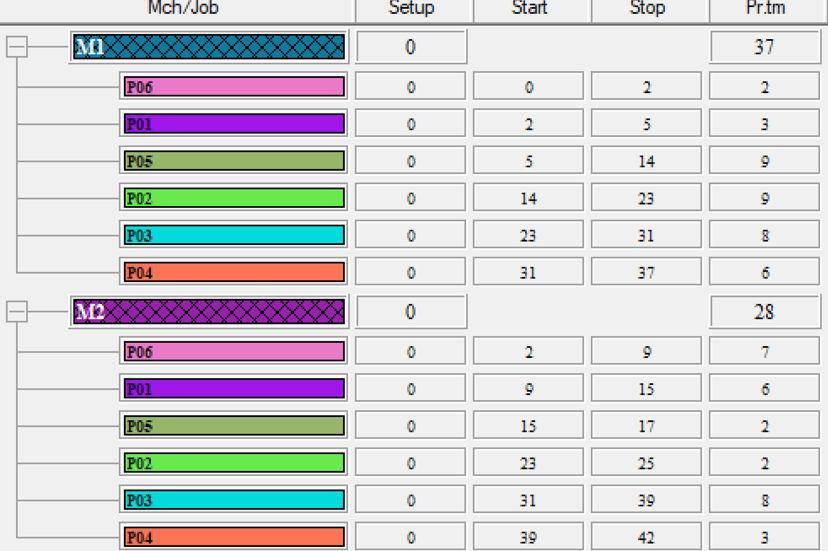 Mch/Job Setup Start Stop Pr.tm
M1 0 37
P06 0 0 2 2
P01 0 2 5 3
P05 0 5 14 9
P02 0 14 23 9
P03 0 23 31 8
P04 0 31 37 6
M2 0 28
P06 0 2 9 7
P01 0 9 15 6
P05 0 15 17 2
P02 0 23 25 2
P03 0 31 39 8
P04 0 39 42 3